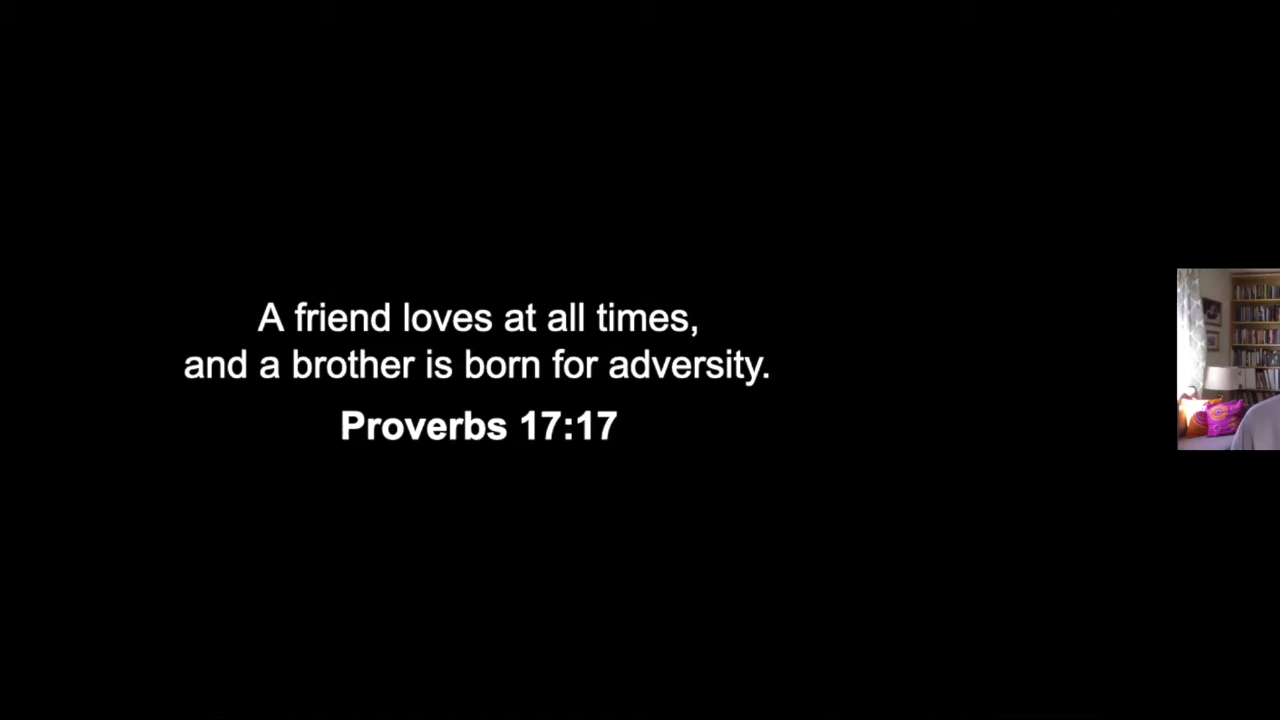 A friend loves at all times,
and a brother is born for adversity.
Proverbs 17:17